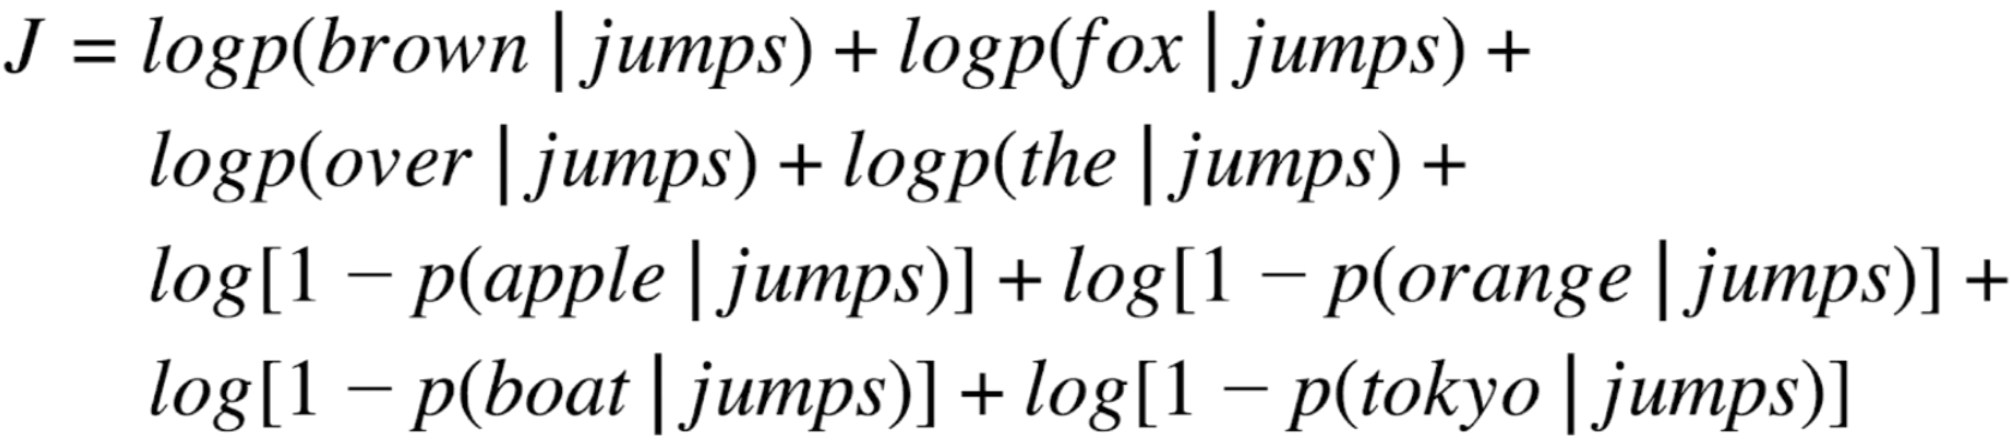 J = logp(brown | jumps) + logp(fox | jumps) +
logp(over | jumps) + logp(the | jumps) +
log[1 − p(apple | jumps)] + log[1 − p(orange | jumps)] +
log[1 − p(boat | jumps)] + log[1 − p(tokyo | jumps)]